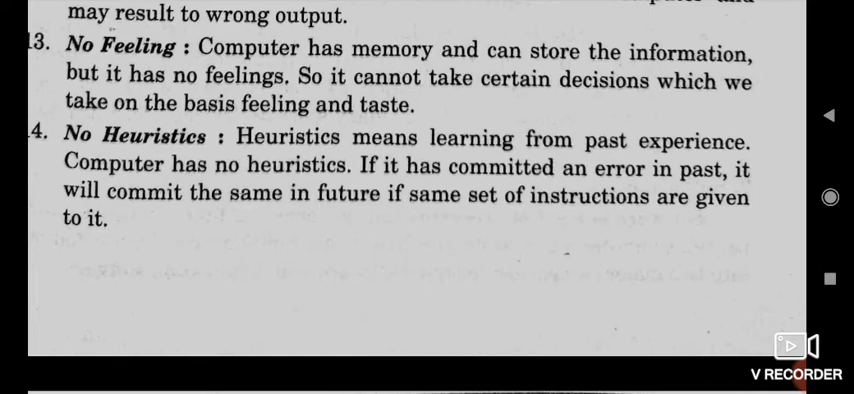 may result to wrong output.
13. No Feeling : Computer has memory and can store the information,
but it has no feelings. So it cannot take certain decisions which we
take on the basis feeling and taste.
4. No Heuristics : Heuristics means learning from past experience.
Computer has no heuristics. If it has committed an error in past, it
will commit the same in future if same set of instructions are given
to it.
V RECORDER